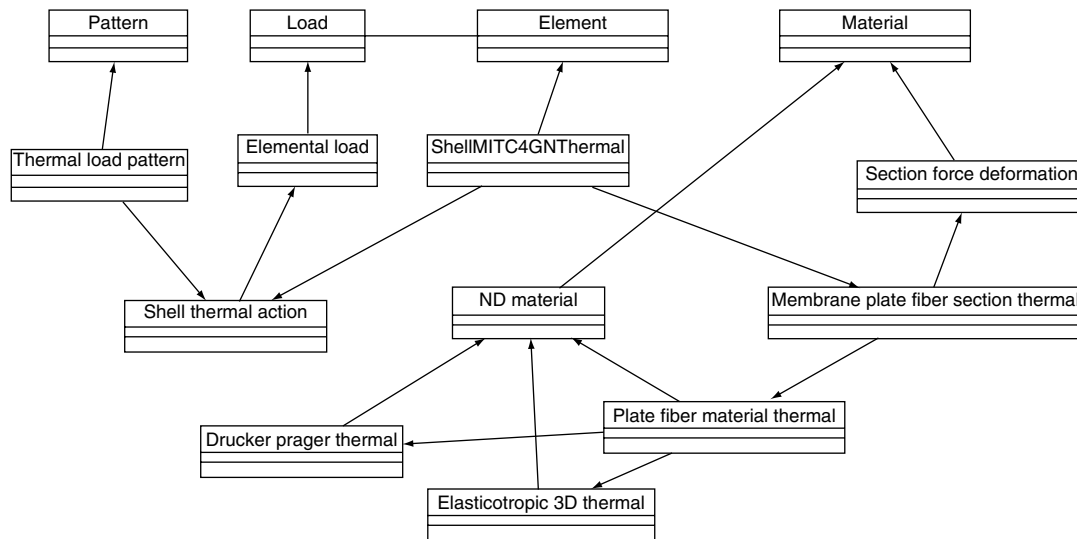 Pattern
Load
Element
Material
Thermal load pattern
Elemental load
ShellMITC4GNThermal
Section force deformation
Shell thermal action
ND material
Membrane plate fiber section thermal
Drucker prager thermal
Plate fiber material thermal
Elasticotropic 3D thermal